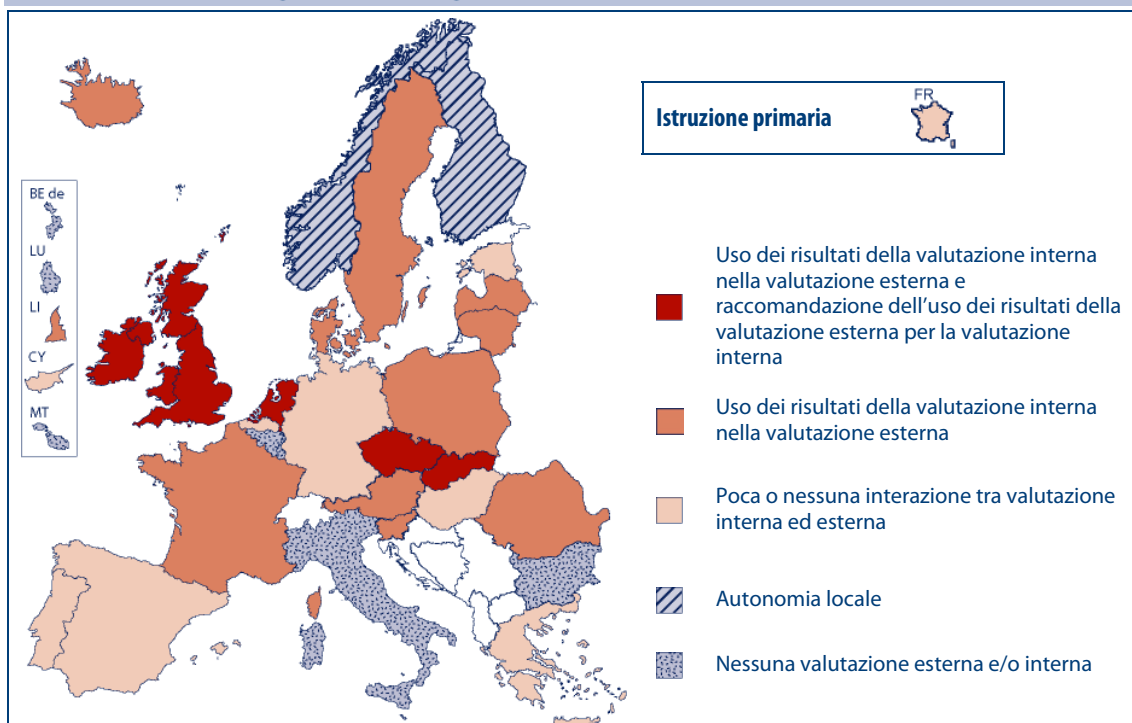 FR
Istruzione primaria
BE de
LU
LI
CY
MT
Uso dei risultati della valutazione interna
nella valutazione esterna e
raccomandazione dell’uso dei risultati della
valutazione esterna per la valutazione
interna
Uso dei risultati della valutazione interna
nella valutazione esterna
Poca o nessuna interazione tra valutazione
interna ed esterna
Autonomia locale
Nessuna valutazione esterna e/o interna